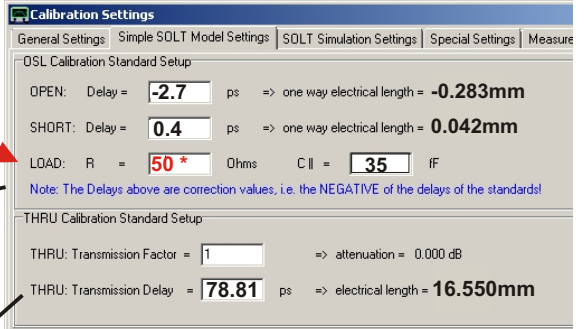 Calibration Settings
General Settings Simple SOLT Model Settings SOLT Simulation Settings Special Settings Measure
OSL Calibration Standard Setup
OPEN: Delay = -2.7 ps => one way electrical length = -0.283mm
SHORT: Delay = 0.4 ps => one way electrical length = 0.042mm
LOAD: R = 50 * Ohms C || = 35 fF
Note: The Delays above are correction values, i.e. the NEGATIVE of the delays of the standards!
THRU Calibration Standard Setup
THRU: Transmission Factor = 1 => attenuation = 0.000 dB
THRU: Transmission Delay = 78.81 ps => electrical length = 16.550mm